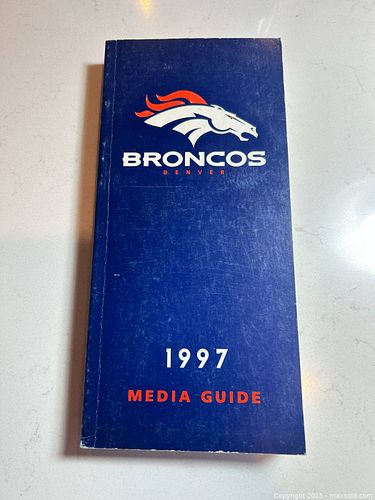 BRONCOS
DENVER
1997
MEDIA GUIDE
Copyright 2025 - maxsold.com